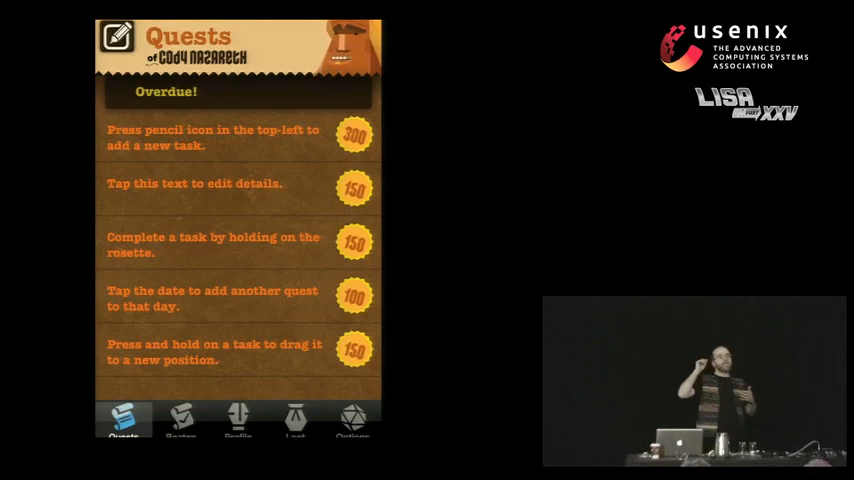 Quests
of Cody Nazareth
Overdue!
Press pencil icon in the top-left to
add a new task.
300
Tap this text to edit details.
150
Complete a task by holding on the
rosette.
150
Tap the date to add another quest
to that day.
100
Press and hold on a task to drag it
to a new position.
150
Quests
Profile
Loot
Options
usenix
THE ADVANCED
COMPUTING SYSTEMS
ASSOCIATION
LISA
PART XXV